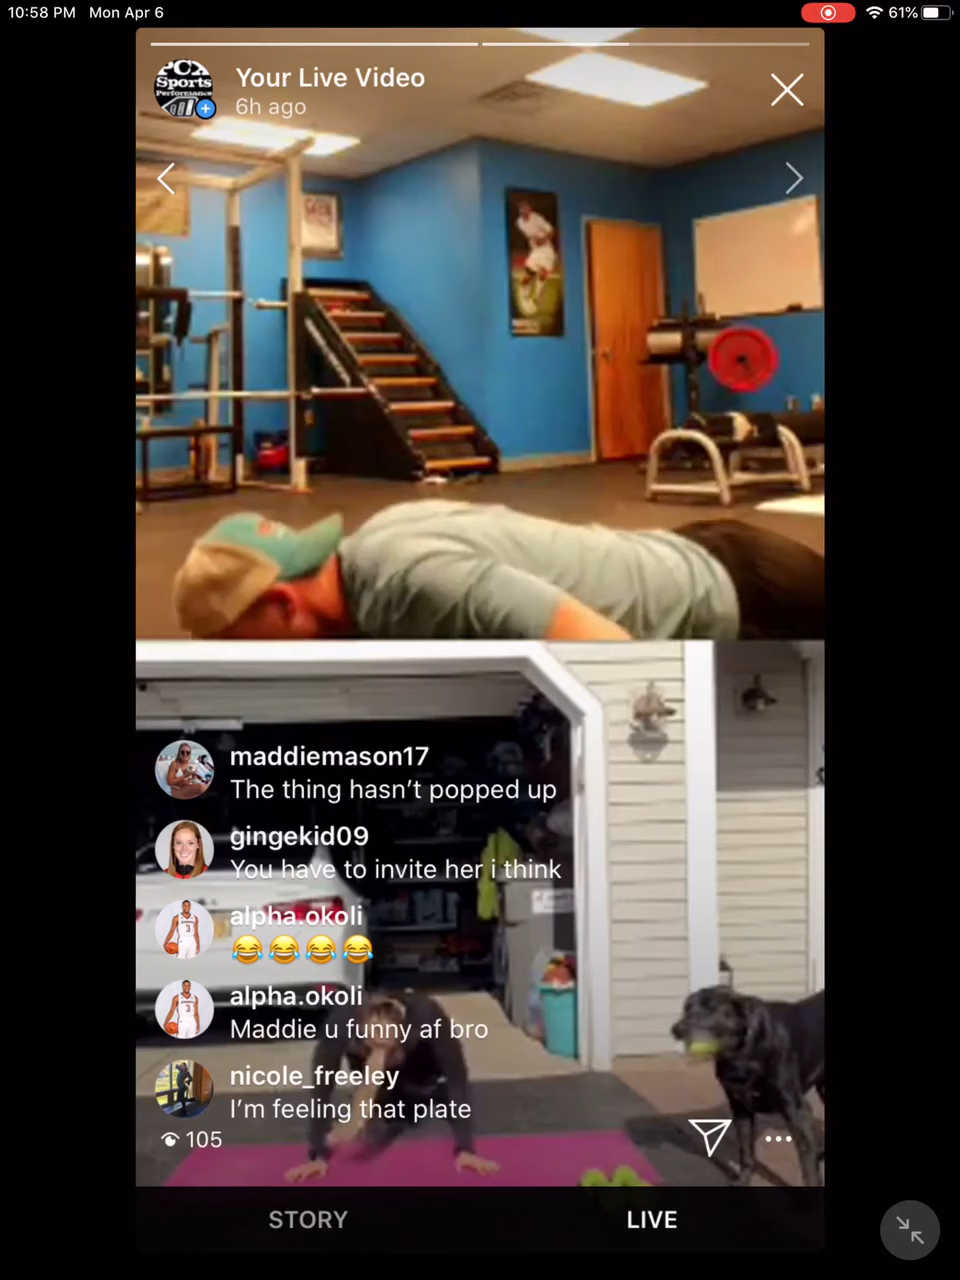 10:58 PM Mon Apr 6
61%
PCX
Sports
Performance
Your Live Video
6h ago
maddiemason17
The thing hasn't popped up
gingekid09
You have to invite her i think
alpha.okoli
😂😂😂😂
alpha.okoli
Maddie u funny af bro
nicole_freeley
I'm feeling that plate
105
STORY
LIVE